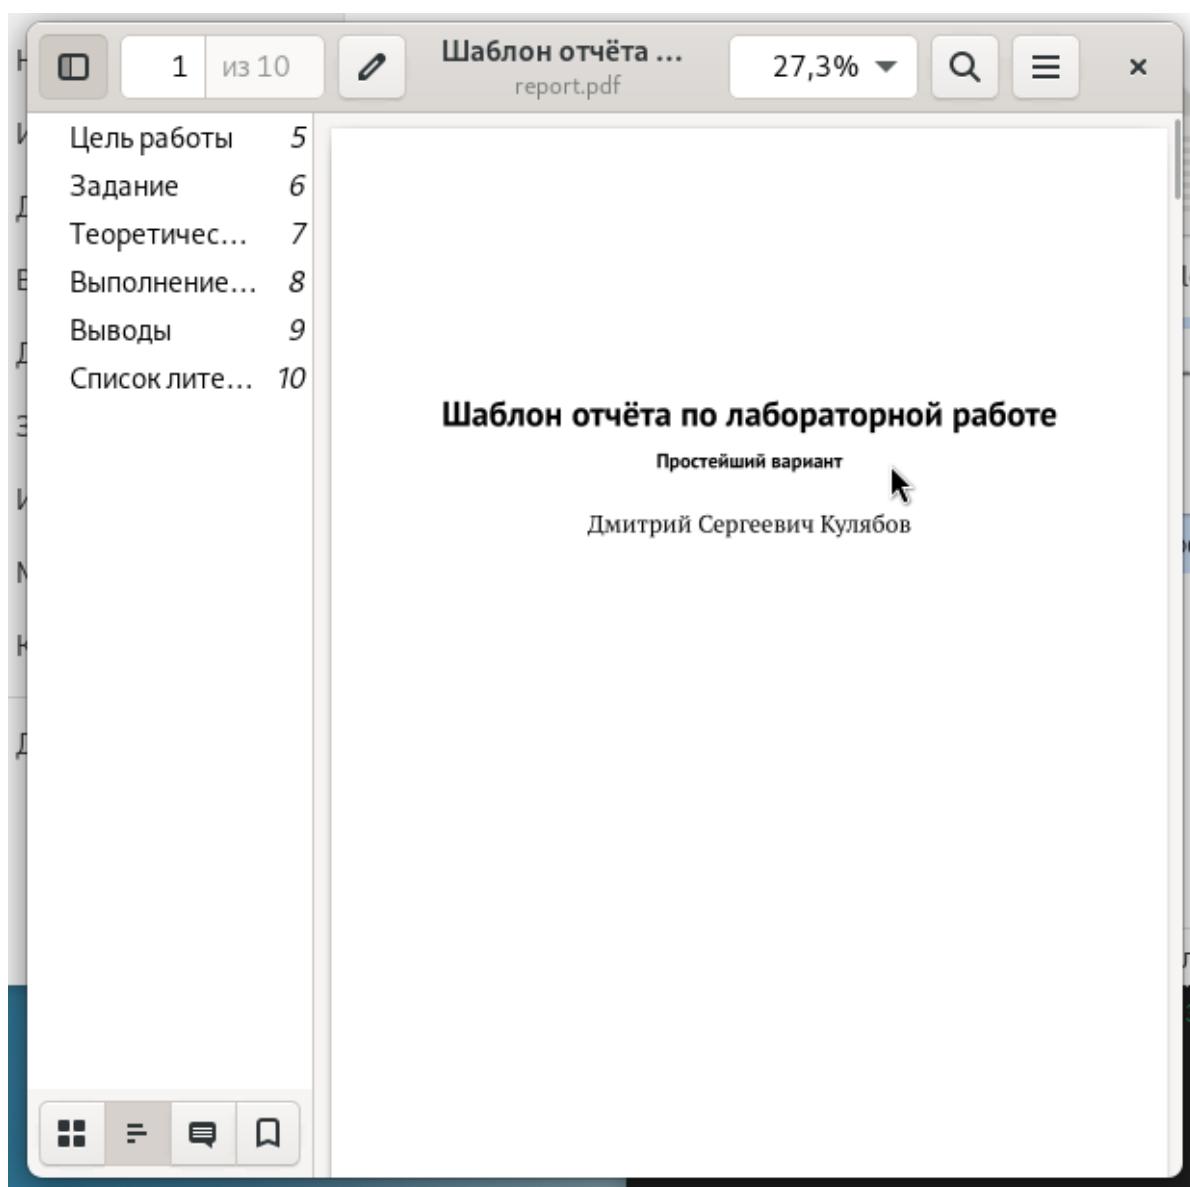 1 из 10 Шаблон отчёта ... 27,3%
report.pdf
Цель работы 5
Задание 6
Теоретичес... 7
Выполнение... 8
Выводы 9
Список лите... 10
Шаблон отчёта по лабораторной работе
Простейший вариант
Дмитрий Сергеевич Кулябов